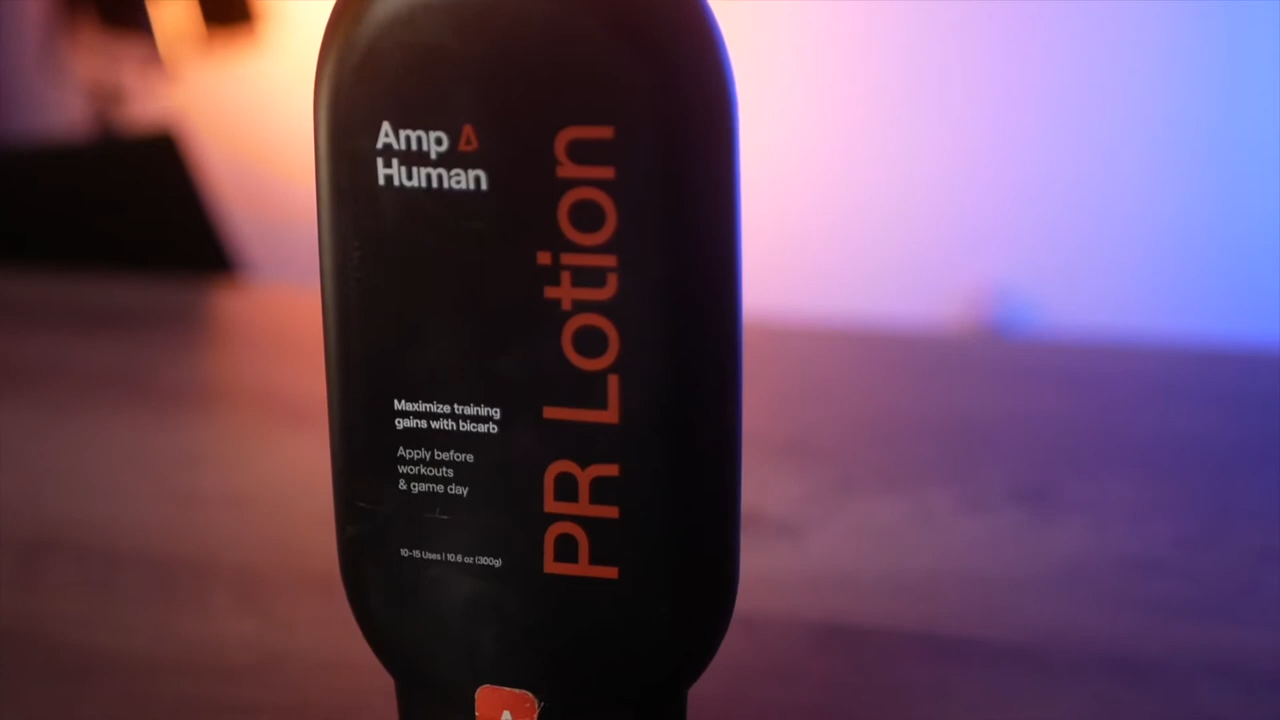 Amp
Human
PR Lotion
Maximize training
gains with bicarb
Apply before
workouts
& game day
10-15 Uses | 10.6 oz (300g)